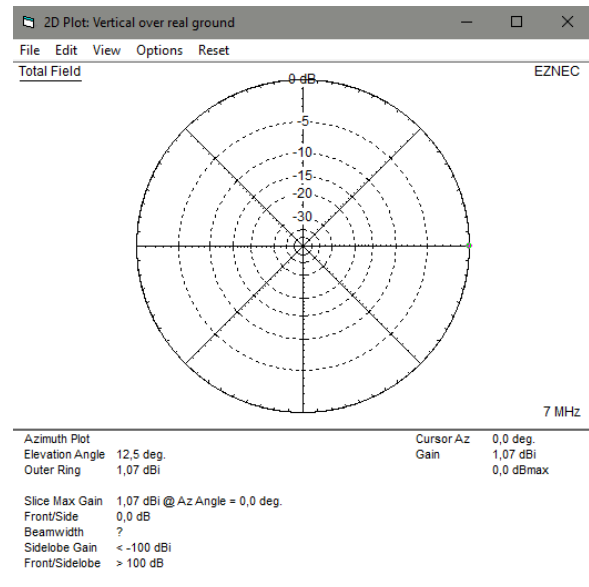 2D Plot: Vertical over real ground
File Edit View Options Reset
Total Field
EZNEC
0 dB
-5
-10
-15
-20
-30
7 MHz
Azimuth Plot
Elevation Angle 12,5 deg.
Outer Ring 1,07 dBi
Cursor Az 0,0 deg.
Gain 1,07 dBi
0,0 dBmax
Slice Max Gain 1,07 dBi @ Az Angle = 0,0 deg.
Front/Side 0,0 dB
Beamwidth ?
Sidelobe Gain < -100 dBi
Front/Sidelobe > 100 dB